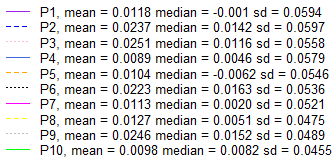 P1, mean = 0.0118 median = -0.001 sd = 0.0594
P2, mean = 0.0237 median = 0.0142 sd = 0.0597
P3, mean = 0.0251 median = 0.0116 sd = 0.0558
P4, mean = 0.0089 median = 0.0046 sd = 0.0579
P5, mean = 0.0104 median = -0.0062 sd = 0.0546
P6, mean = 0.0223 median = 0.0163 sd = 0.0536
P7, mean = 0.0113 median = 0.0020 sd = 0.0521
P8, mean = 0.0127 median = 0.0051 sd = 0.0475
P9, mean = 0.0246 median = 0.0152 sd = 0.0489
P10, mean = 0.0098 median = 0.0082 sd = 0.0455